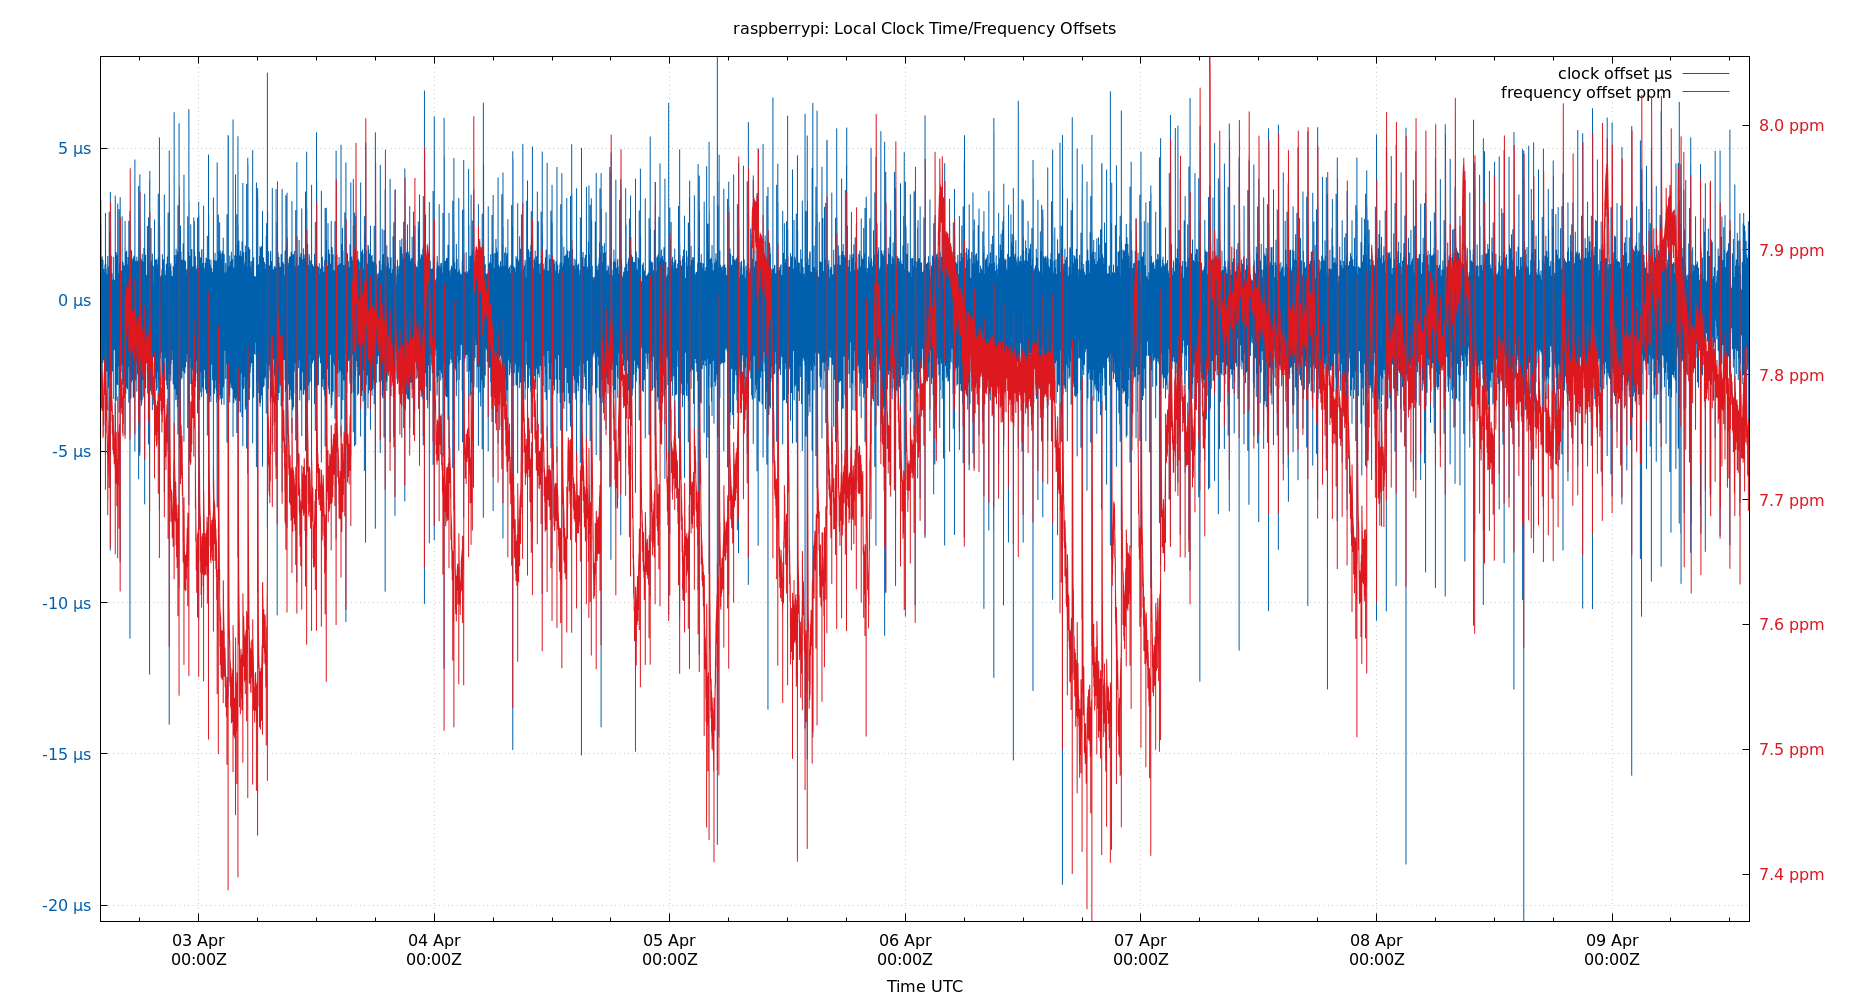 raspberrypi: Local Clock Time/Frequency Offsets
clock offset µs
frequency offset ppm
5 µs
0 µs
-5 µs
-10 µs
-15 µs
-20 µs
8.0 ppm
7.9 ppm
7.8 ppm
7.7 ppm
7.6 ppm
7.5 ppm
7.4 ppm
03 Apr
00:00Z
04 Apr
00:00Z
05 Apr
00:00Z
06 Apr
00:00Z
07 Apr
00:00Z
08 Apr
00:00Z
09 Apr
00:00Z
Time UTC